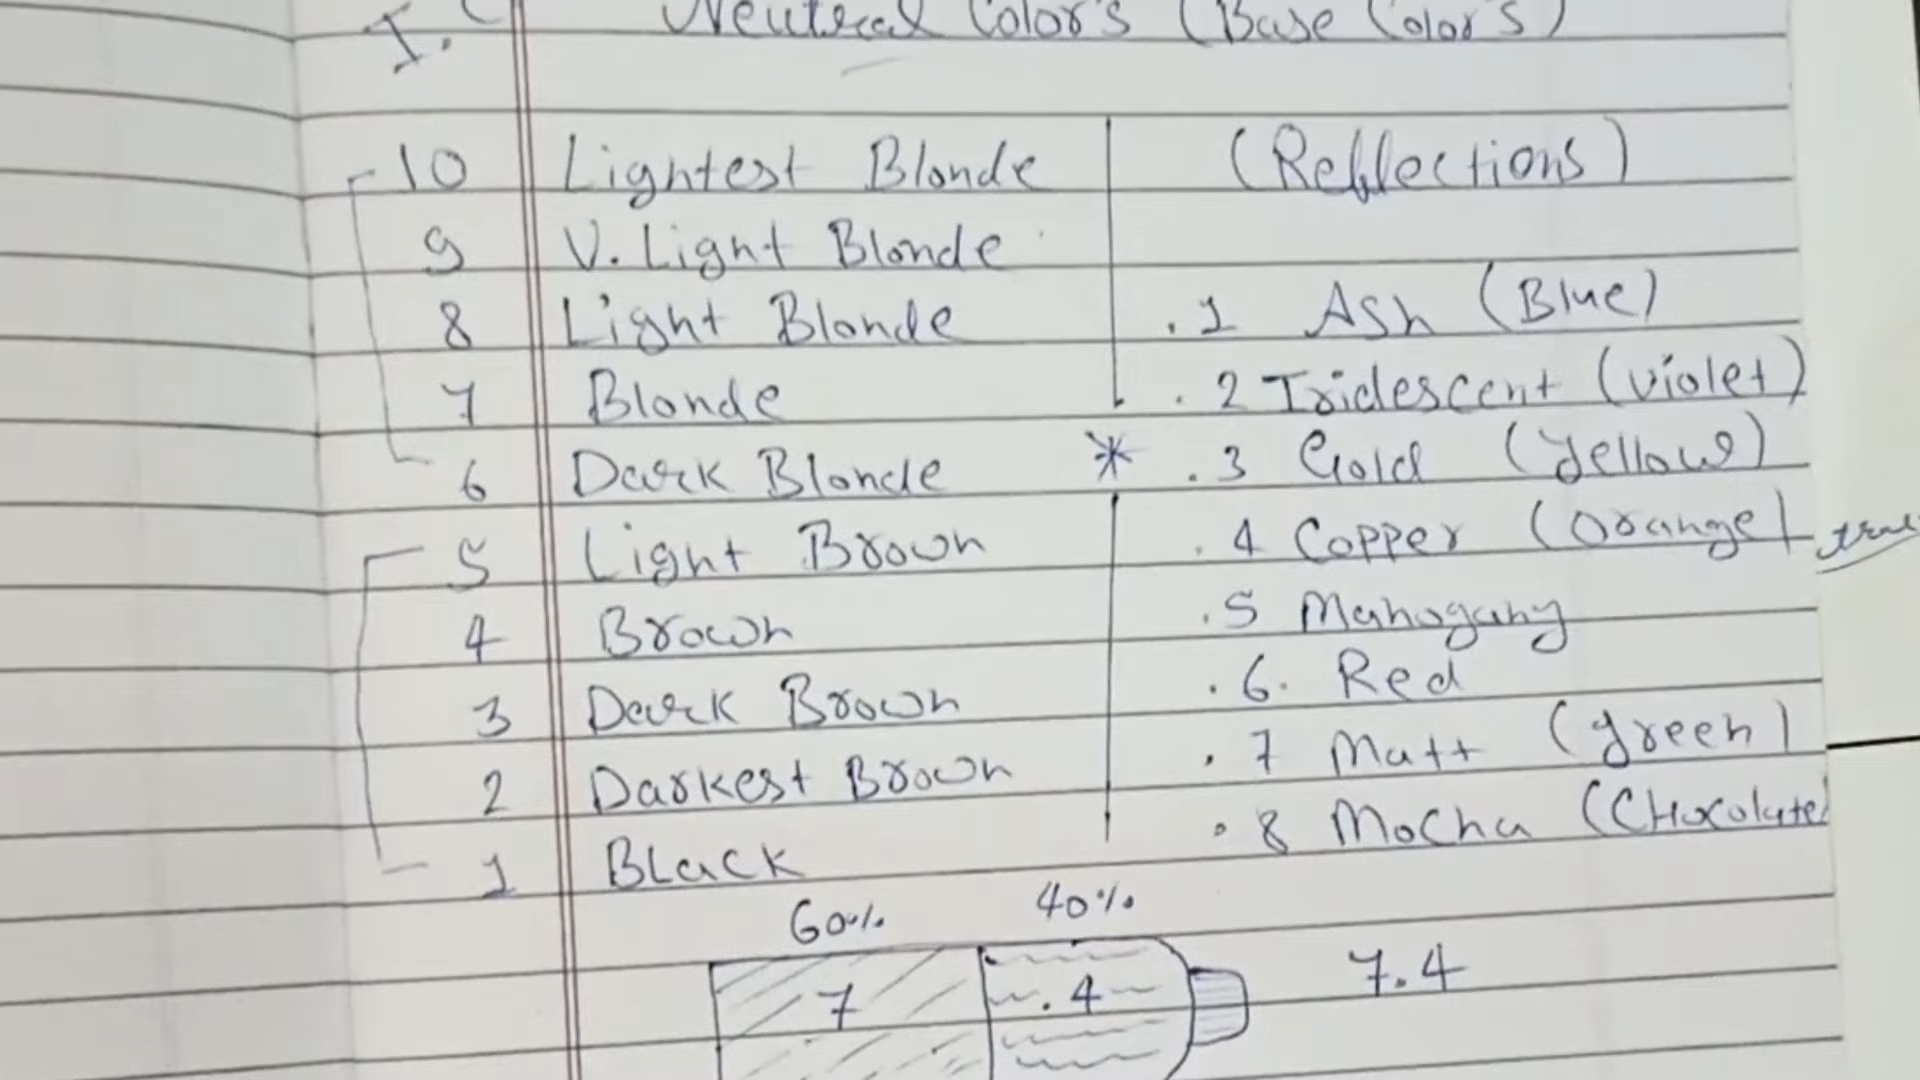 I.
Neutral Color's (Base Color's)
10 Lightest Blonde (Reflections)
9 V. Light Blonde
8 Light Blonde .1 Ash (Blue)
7 Blonde .2 Iridescent (violet)
6 Dark Blonde * .3 Gold (Yellow)
5 Light Brown .4 Copper (Orange)
4 Brown .5 Mahogany
3 Dark Brown .6. Red
2 Darkest Brown .7 Matt (green)
1 Black .8 Mocha (CHocolate)
60% 40%
7 .4 7.4